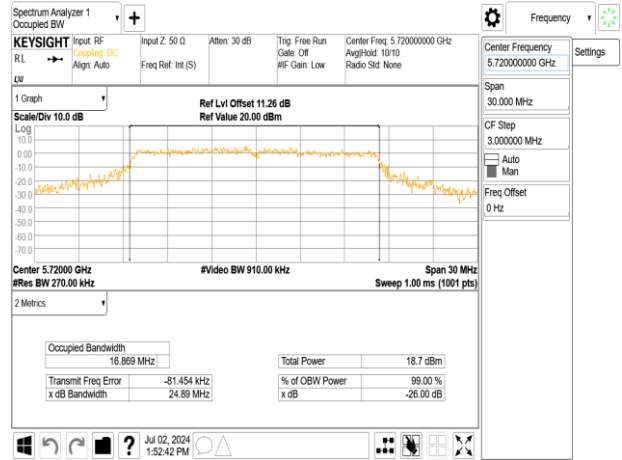 Spectrum Analyzer 1
Occupied BW
Frequency
KEYSIGHT
Input: RF
Input Z: 50 Ω
Atten: 30 dB
Trig: Free Run
Center Freq: 5.720000000 GHz
RL
Coupling: DC
Gate: Off
Avg|Hold: 10/10
Align: Auto
Freq Ref: Int (S)
#IF Gain: Low
Radio Std: None
LXI
Center Frequency
5.720000000 GHz
Settings
Span
30.000 MHz
CF Step
3.000000 MHz
Auto
Man
Freq Offset
0 Hz
1 Graph
Ref Lvl Offset 11.26 dB
Scale/Div 10.0 dB
Ref Value 20.00 dBm
Log
10.0
0.00
-10.0
-20.0
-30.0
-40.0
-50.0
-60.0
-70.0
Center 5.72000 GHz
#Video BW 910.00 kHz
Span 30 MHz
#Res BW 270.00 kHz
Sweep 1.00 ms (1001 pts)
2 Metrics
Occupied Bandwidth
16.869 MHz
Total Power
18.7 dBm
Transmit Freq Error
-81.454 kHz
% of OBW Power
99.00 %
x dB Bandwidth
24.89 MHz
x dB
-26.00 dB
?
Jul 02, 2024
1:52:42 PM